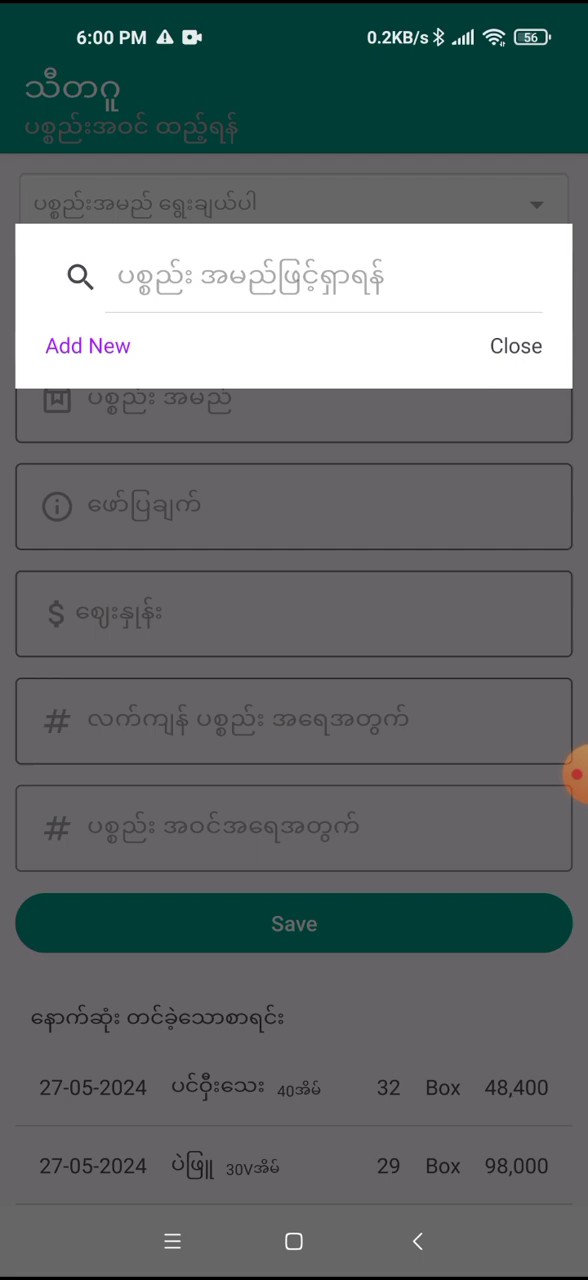 6:00 PM 0.2KB/s 56
သီတဂူ
ပစ္စည်းအဝင် ထည့်ရန်
ပစ္စည်းအမည် ရွေးချယ်ပါ
ပစ္စည်း အမည်ဖြင့်ရှာရန်
Add New Close
ပစ္စည်း အမည်
ဖော်ပြချက်
$ ဈေးနှုန်း
# လက်ကျန် ပစ္စည်း အရေအတွက်
# ပစ္စည်း အဝင်အရေအတွက်
Save
နောက်ဆုံး တင်ခဲ့သောစာရင်း
27-05-2024 ပင်ဝှီးသေး 40အိမ် 32 Box 48,400
27-05-2024 ပဲဖြူ 30Vအိမ် 29 Box 98,000